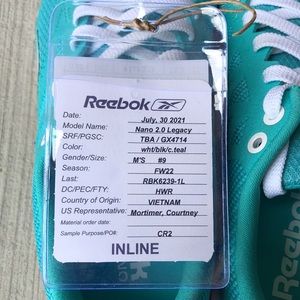 Reebok
Date: July, 30 2021
Model Name: Nano 2.0 Legacy
SRF/PGSC: TBA / GX4714
Color: wht/blk/c.teal
Gender/Size: M'S #9
Season: FW22
Last: RBK6239-1L
DC/PEC/FTY: HWR
Country of Origin: VIETNAM
US Representative: Mortimer, Courtney
Material order date:
Sample Purpose/PO#: CR2
INLINE